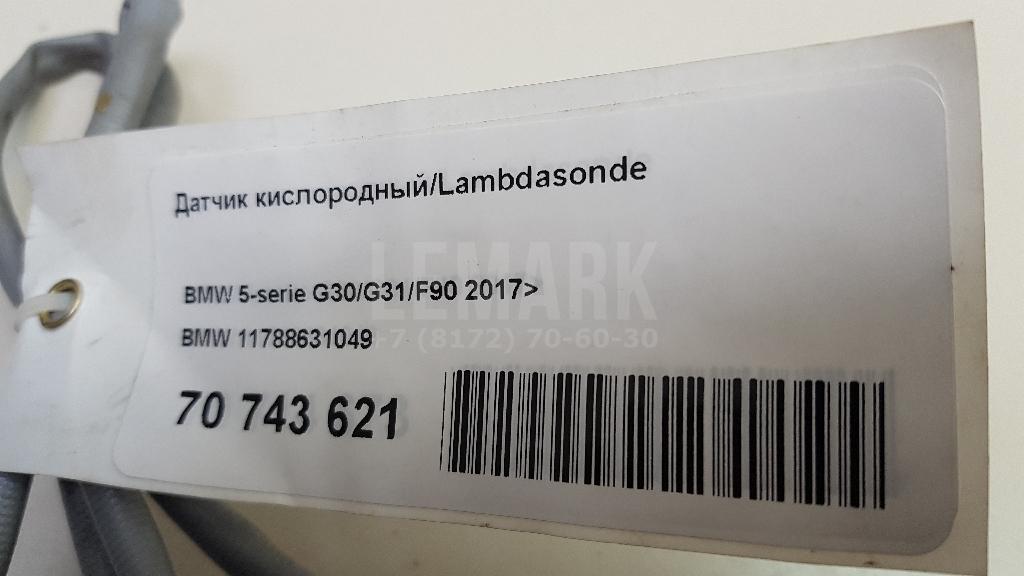 Датчик кислородный/Lambdasonde
LEMARK
BMW 5-serie G30/G31/F90 2017>
BMW 11788631049
+7 (8172) 70-60-30
70 743 621